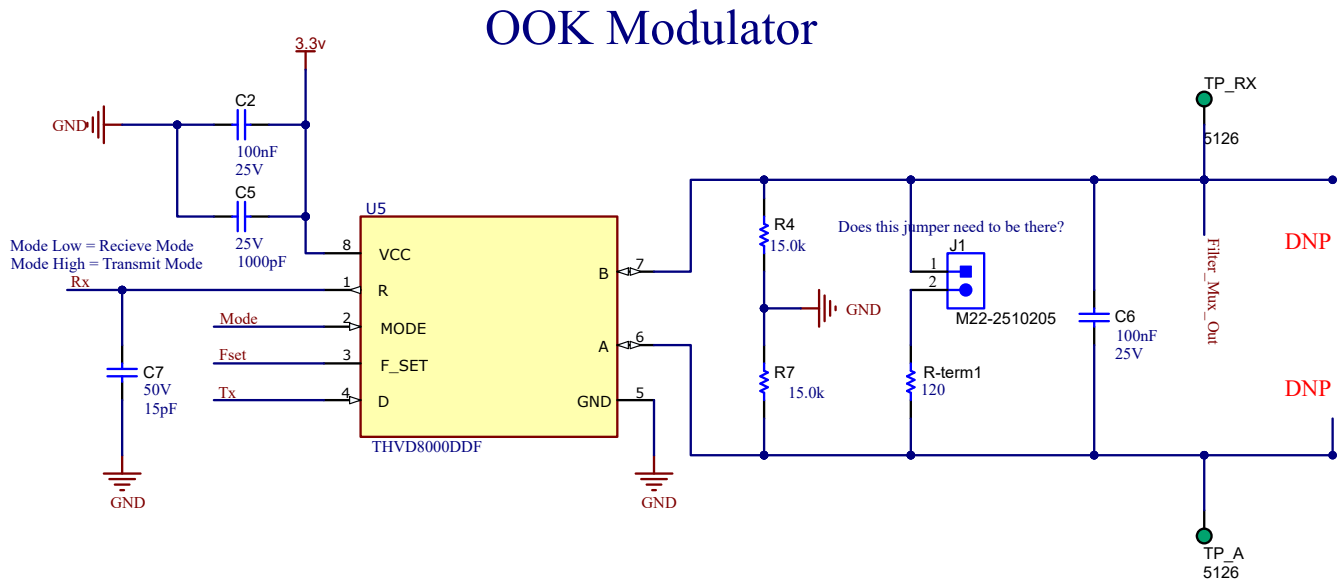 OOK Modulator
3.3v
TP_RX
5126
C2
GND
100nF
25V
C5
25V
1000pF
U5
Mode Low = Recieve Mode
Mode High = Transmit Mode
Rx
Mode
Fset
Tx
8
1
2
3
4
VCC
R
MODE
F_SET
D
B
A
GND
7
6
5
THVD8000DDF
C7
50V
15pF
GND
GND
R4
15.0k
GND
R7
15.0k
Does this jumper need to be there?
J1
1
2
M22-2510205
R-term1
120
C6
100nF
25V
Filter_Mux_Out
DNP
DNP
TP_A
5126